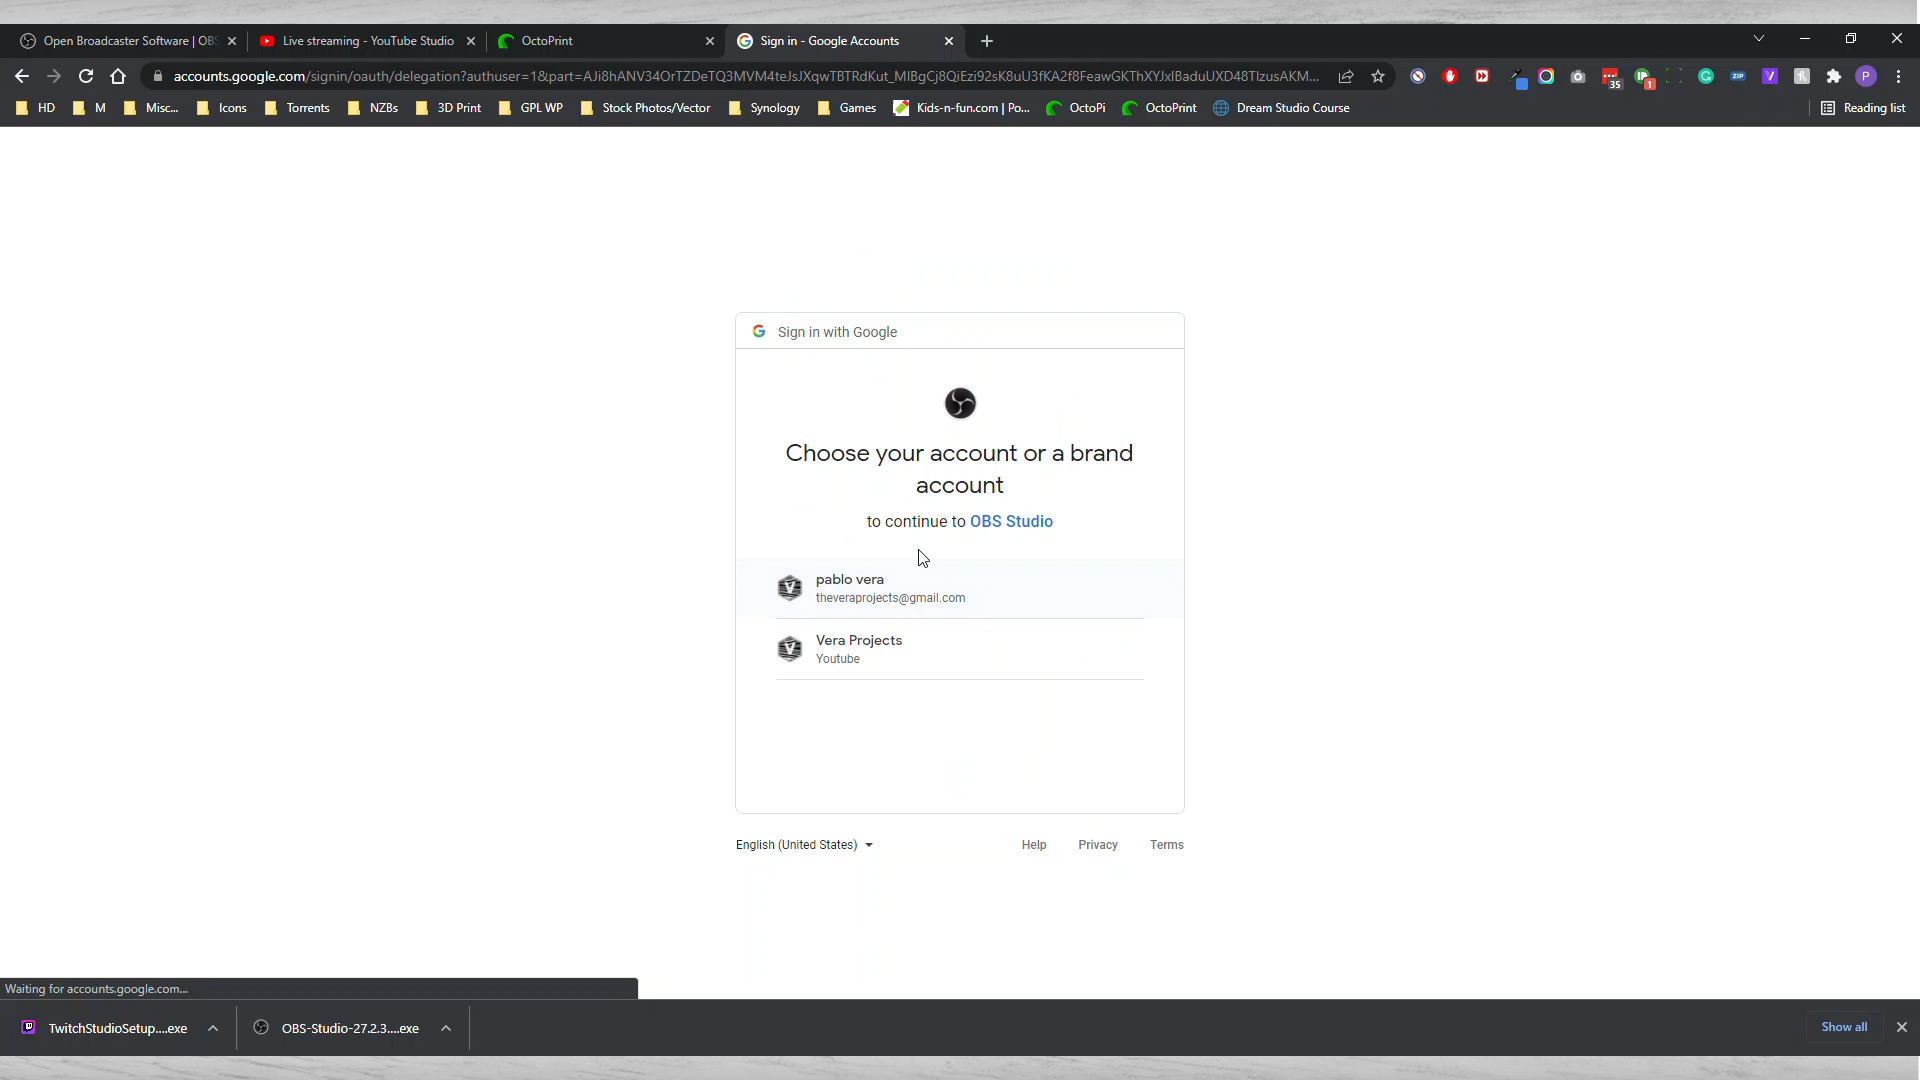 Open Broadcaster Software | OBS
Live streaming - YouTube Studio
OctoPrint
Sign in - Google Accounts
accounts.google.com/signin/oauth/delegation?authuser=1&part=
35
1
ZIP
P
HD
M
Misc...
Icons
Torrents
NZBs
3D Print
GPL WP
Stock Photos/Vector
Synology
Games
Kids-n-fun.com | Po...
OctoPi
OctoPrint
Dream Studio Course
Reading list
Sign in with Google
Choose your account or a brand
account
to continue to OBS Studio
pablo vera
theveraprojects@gmail.com
Vera Projects
Youtube
English (United States)
Help
Privacy
Terms
Waiting for accounts.google.com...
TwitchStudioSetup....exe
OBS-Studio-27.2.3....exe
Show all